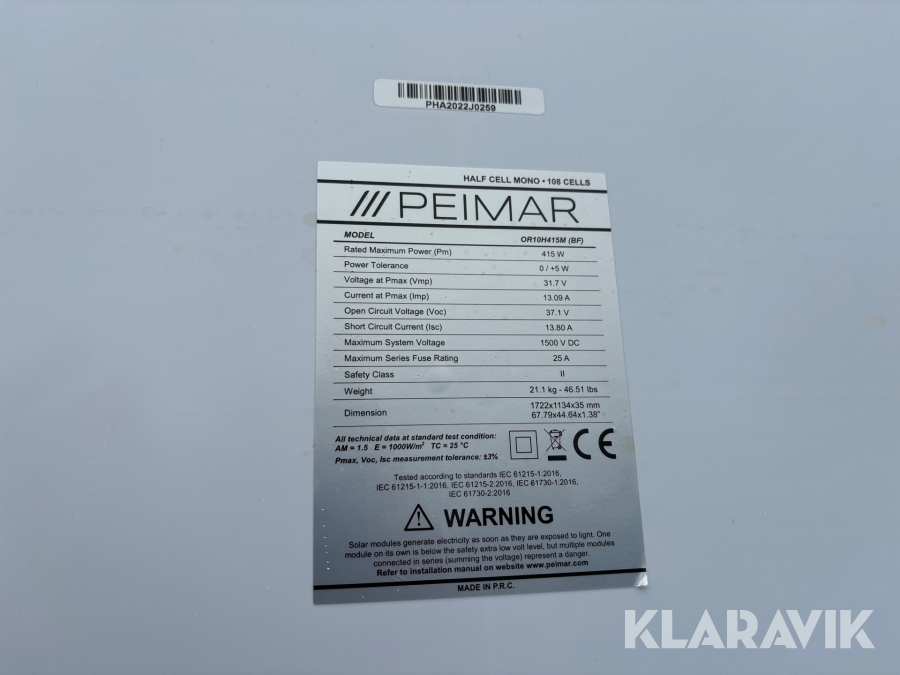 PHA2022J0259
HALF CELL MONO • 108 CELLS
PEIMAR
MODEL OR10H415M (BF)
Rated Maximum Power (Pm) 415 W
Power Tolerance 0 / +5 W
Voltage at Pmax (Vmp) 31.7 V
Current at Pmax (Imp) 13.09 A
Open Circuit Voltage (Voc) 37.1 V
Short Circuit Current (Isc) 13.80 A
Maximum System Voltage 1500 V DC
Maximum Series Fuse Rating 25 A
Safety Class II
Weight 21.1 kg - 46.51 lbs
Dimension 1722x1134x35 mm
67.79x44.64x1.38"
All technical data at standard test condition:
AM = 1.5 E = 1000W/m² TC = 25 °C
Pmax, Voc, Isc measurement tolerance: ±3%
CE
Tested according to standards IEC 61215-1:2016,
IEC 61215-1-1:2016, IEC 61215-2:2016, IEC 61730-1:2016,
IEC 61730-2:2016
WARNING
Solar modules generate electricity as soon as they are exposed to light. One
module on its own is below the safety extra low volt level, but multiple modules
connected in series (summing the voltage) represent a danger.
Refer to installation manual on website www.peimar.com
MADE IN P.R.C.
KLARAVIK